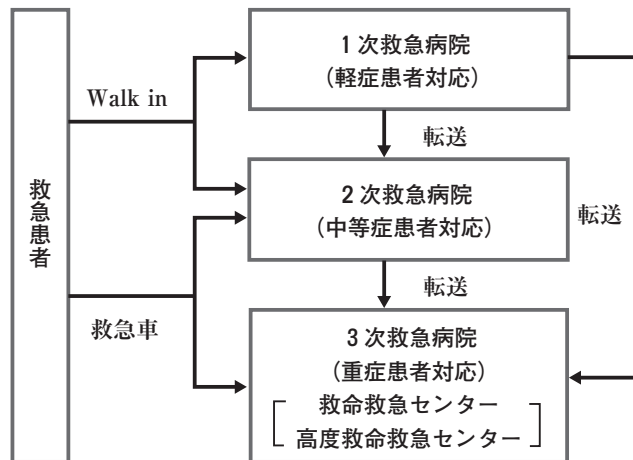 救急患者
Walk in
救急車
1次救急病院
(軽症患者対応)
転送
2次救急病院
(中等症患者対応)
転送
転送
3次救急病院
(重症患者対応)
救命救急センター
高度救命救急センター